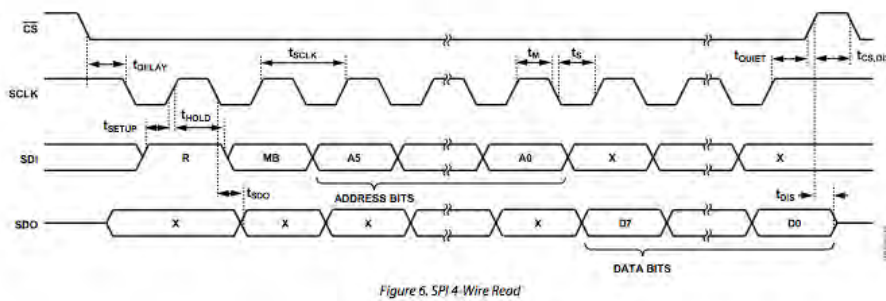 CS
tDELAY
tSCLK
tM
tS
tQUIET
tCS,DIS
SCLK
tSETUP
tHOLD
SDI
R
MB
A5
A0
X
X
tSDO
ADDRESS BITS
tDIS
SDO
X
X
X
X
D7
D0
DATA BITS
Figure 6. SPI 4-Wire Read